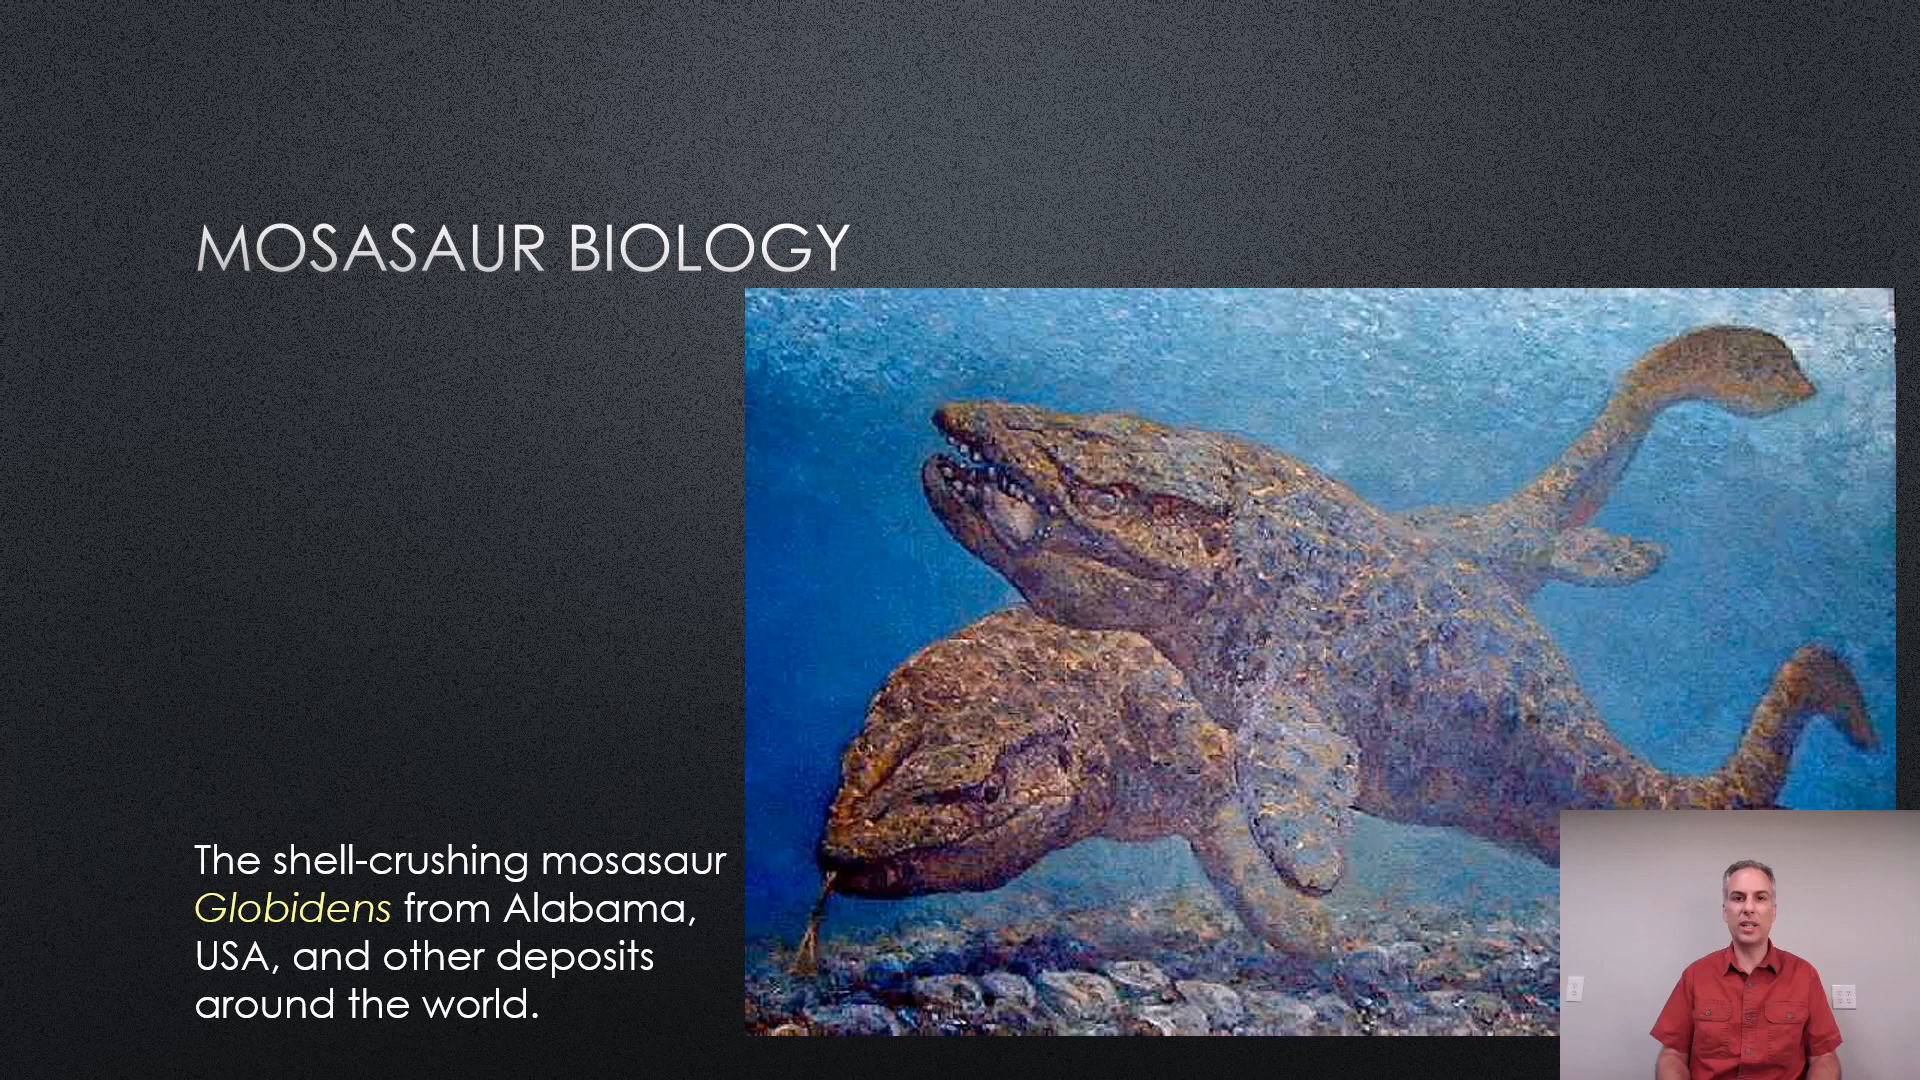 MOSASAUR BIOLOGY
The shell-crushing mosasaur
Globidens from Alabama,
USA, and other deposits
around the world.